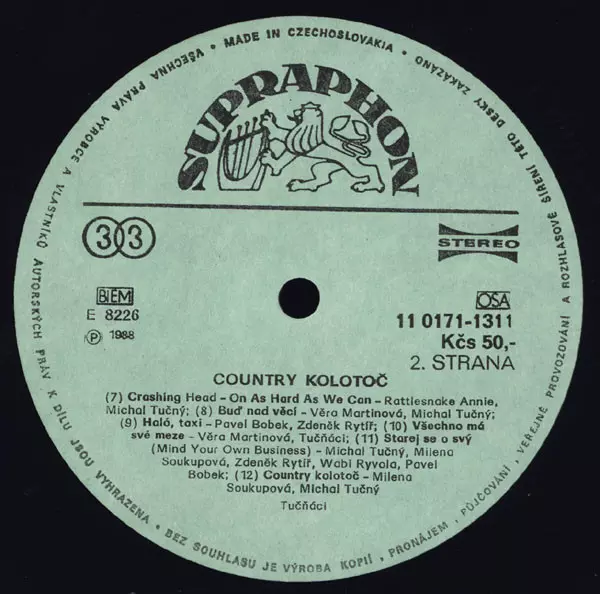 VŠECHNA PRÁVA VÝROBCE A VLASTNÍKŮ AUTORSKÝCH PRÁV K DÍLU JSOU VYHRAZENA • BEZ SOUHLASU JE VÝROBA KOPIÍ, PRONÁJEM, PŮJČOVÁNÍ, VEŘEJNÉ PROVOZOVÁNÍ A ROZHLASOVÉ ŠÍŘENÍ TÉTO DESKY ZAKÁZÁNO • MADE IN CZECHOSLOVAKIA •
SUPRAPHON
33
STEREO
BIEM
E 8226
Ⓟ 1988
OSA
11 0171-1311
Kčs 50,-
2. STRANA
COUNTRY KOLOTOČ
(7) Crashing Head – On As Hard As We Can – Rattlesnake Annie,
Michal Tučný; (8) Buď nad věcí – Věra Martinová, Michal Tučný;
(9) Haló, taxi – Pavel Bobek, Zdeněk Rytíř; (10) Všechno má
své meze – Věra Martinová, Tučňáci; (11) Starej se o svý
(Mind Your Own Business) – Michal Tučný, Milena
Soukupová, Zdeněk Rytíř, Wabi Ryvola, Pavel
Bobek; (12) Country kolotoč – Milena
Soukupová, Michal Tučný
Tučňáci